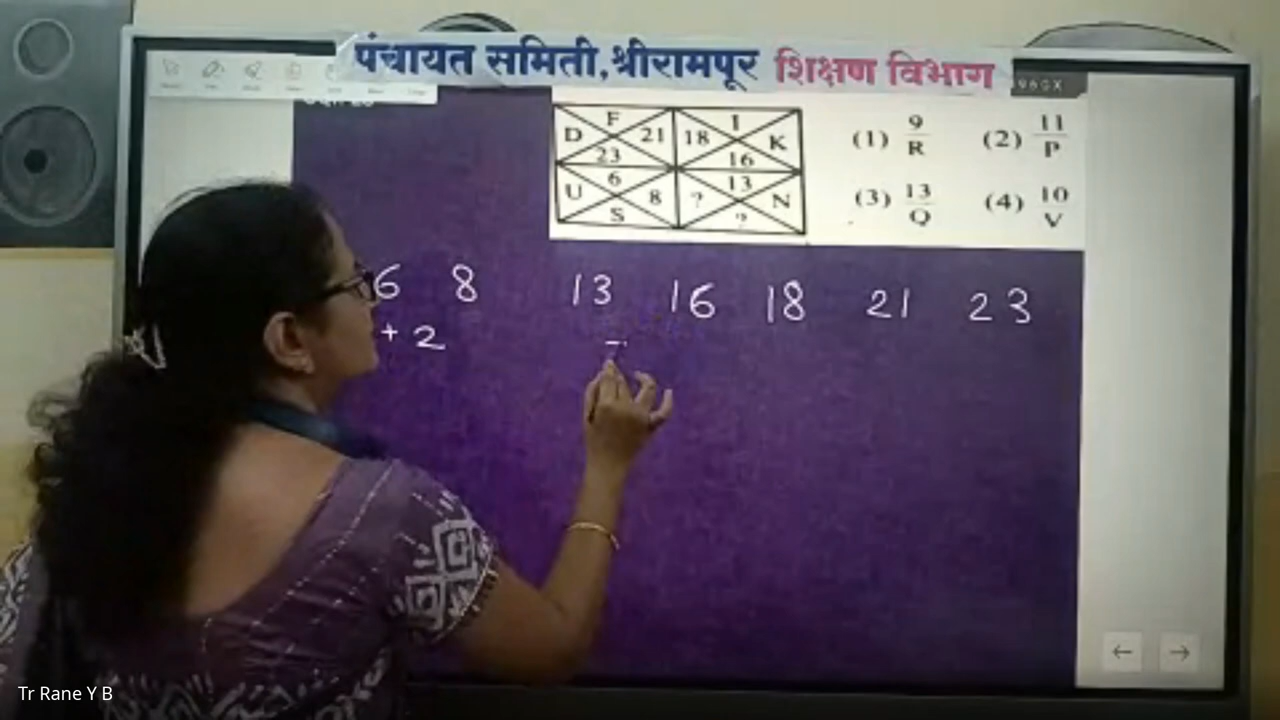 पंचायत समिती,श्रीरामपूर शिक्षण विभाग
F I
D 21 18 K
23 16
6 13
U 8 ? N
S ?
(1) 9/R (2) 11/P
(3) 13/Q (4) 10/V
6 8 13 16 18 21 23
+2 -
Tr Rane Y B